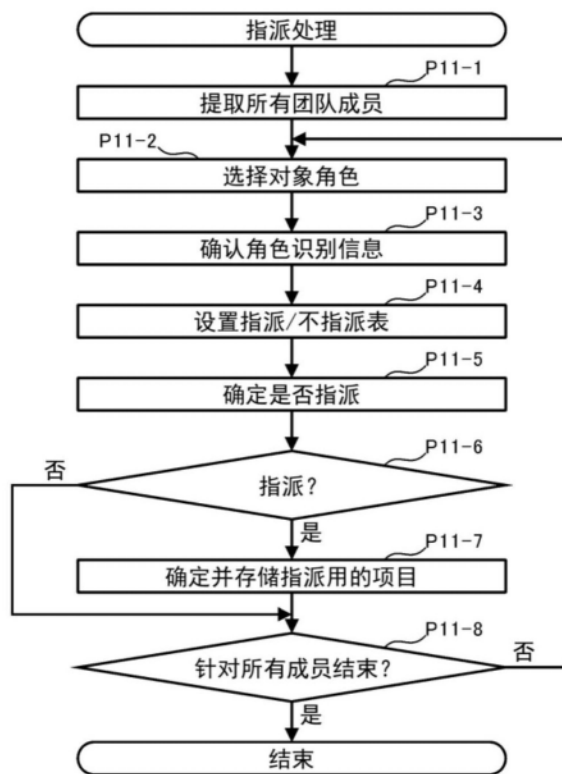 指派处理
P11-1
提取所有团队成员
P11-2
选择对象角色
P11-3
确认角色识别信息
P11-4
设置指派/不指派表
P11-5
确定是否指派
P11-6
否
指派？
是
P11-7
确定并存储指派用的项目
P11-8
针对所有成员结束？
否
是
结束